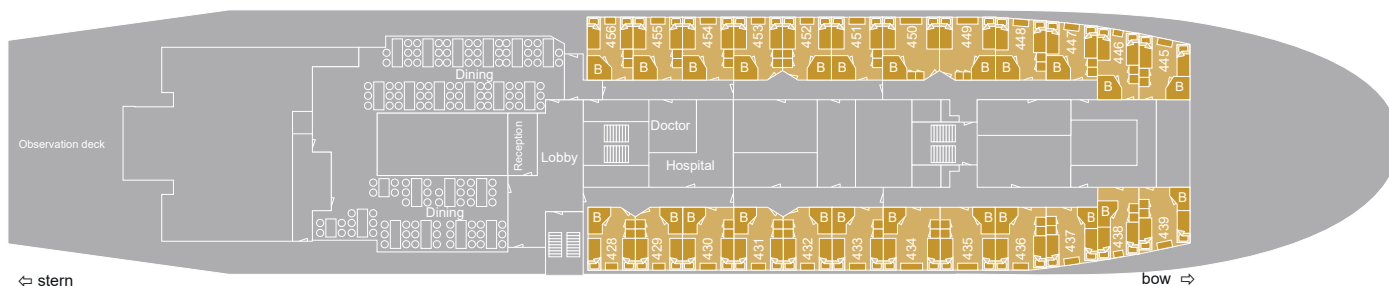 456 455 454 453 452 451 450 449 448 447 446 445
B B B B B B B B B B B B
Dining
Observation deck
Reception
Lobby
Doctor
Hospital
Dining
B B B B B B B B B B B
428 429 430 431 432 433 434 435 436 437 438 439
⇦ stern
bow ⇨